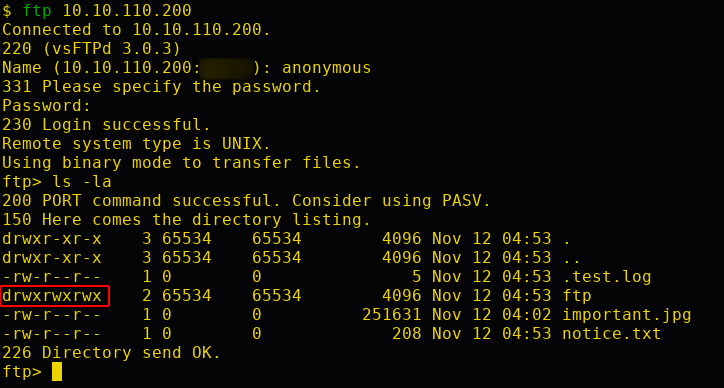 $ ftp 10.10.110.200
Connected to 10.10.110.200.
220 (vsFTPd 3.0.3)
Name (10.10.110.200: ): anonymous
331 Please specify the password.
Password:
230 Login successful.
Remote system type is UNIX.
Using binary mode to transfer files.
ftp> ls -la
200 PORT command successful. Consider using PASV.
150 Here comes the directory listing.
drwxr-xr-x    3 65534    65534        4096 Nov 12 04:53 .
drwxr-xr-x    3 65534    65534        4096 Nov 12 04:53 ..
-rw-r--r--    1 0        0               5 Nov 12 04:53 .test.log
drwxrwxrwx    2 65534    65534        4096 Nov 12 04:53 ftp
-rw-r--r--    1 0        0          251631 Nov 12 04:02 important.jpg
-rw-r--r--    1 0        0             208 Nov 12 04:53 notice.txt
226 Directory send OK.
ftp>